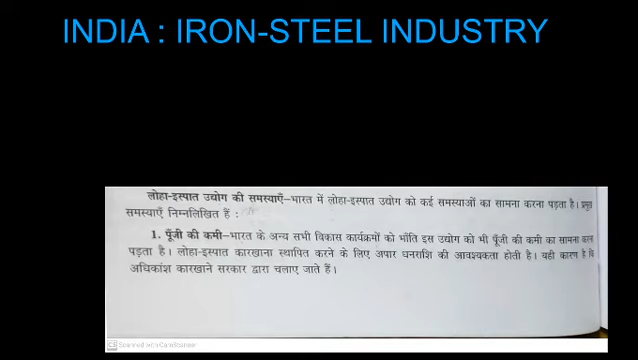 INDIA : IRON-STEEL INDUSTRY
लोहा-इस्पात उद्योग की समस्याएँ–भारत में लोहा-इस्पात उद्योग को कई समस्याओं का सामना करना पड़ता है। प्रमुख
समस्याएँ निम्नलिखित हैं :
1. पूँजी की कमी–भारत के अन्य सभी विकास कार्यक्रमों को भाँति इस उद्योग को भी पूँजी की कमी का सामना करना
पड़ता है। लोहा-इस्पात कारखाना स्थापित करने के लिए अपार धनराशि की आवश्यकता होती है। यही कारण है कि
अधिकांश कारखाने सरकार द्वारा चलाए जाते हैं।
CS Scanned with CamScanner